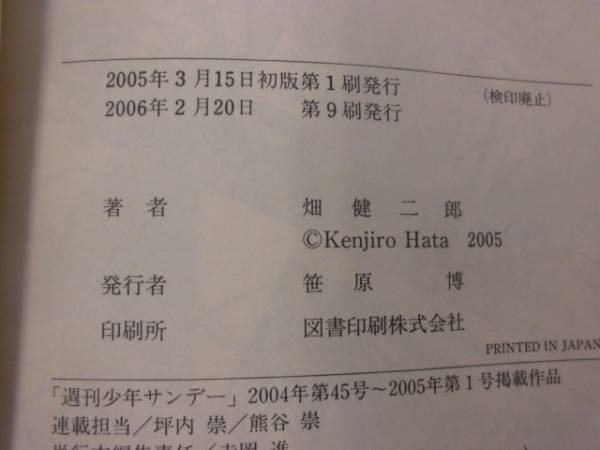 2005年3月15日初版第1刷発行
2006年2月20日 第9刷発行
(検印廃止)
著者 畑健二郎
©Kenjiro Hata 2005
発行者 笹原博
印刷所 図書印刷株式会社
PRINTED IN JAPAN
「週刊少年サンデー」2004年第45号~2005年第1号掲載作品
連載担当/坪内 崇/熊谷 崇